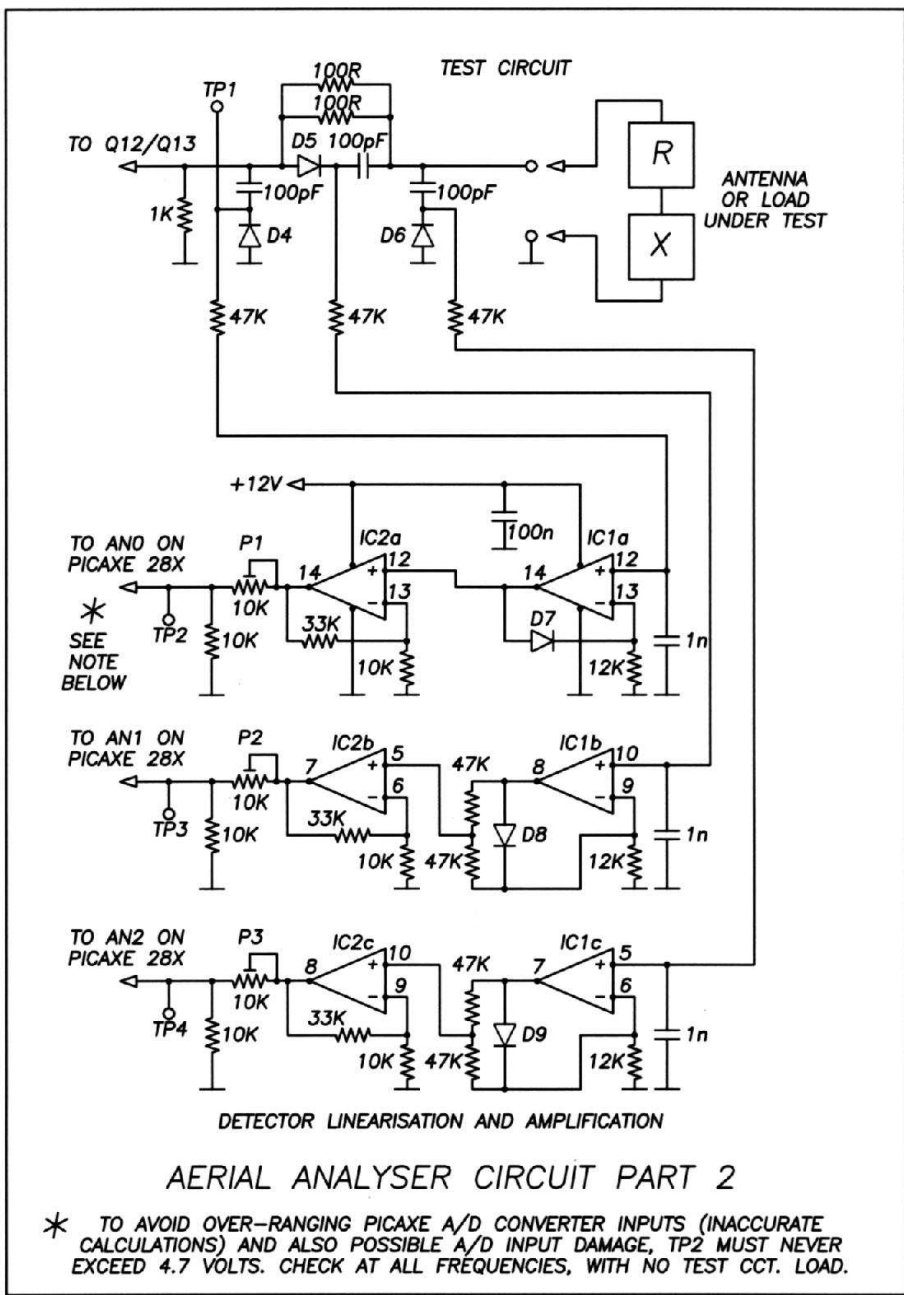 TEST CIRCUIT
100R
TP1
100R
TO Q12/Q13
D5
100pF
R
ANTENNA
OR LOAD
UNDER TEST
100pF
100pF
1K
D4
D6
X
47K
47K
47K
+12V
IC2a
100n
IC1a
TO AN0 ON
PICAXE 28X
P1
14
+
12
14
+
12
-
13
-
13
*
10K
D7
TP2
10K
33K
1n
SEE
NOTE
BELOW
10K
12K
TO AN1 ON
PICAXE 28X
P2
IC2b
IC1b
47K
7
+
5
8
+
10
-
6
-
9
10K
TP3
10K
33K
D8
1n
10K
47K
12K
TO AN2 ON
PICAXE 28X
P3
IC2c
IC1c
47K
8
+
10
7
+
5
-
9
-
6
10K
TP4
10K
33K
D9
1n
10K
47K
12K
DETECTOR LINEARISATION AND AMPLIFICATION
AERIAL ANALYSER CIRCUIT PART 2
* TO AVOID OVER-RANGING PICAXE A/D CONVERTER INPUTS (INACCURATE
CALCULATIONS) AND ALSO POSSIBLE A/D INPUT DAMAGE, TP2 MUST NEVER
EXCEED 4.7 VOLTS. CHECK AT ALL FREQUENCIES, WITH NO TEST CCT. LOAD.